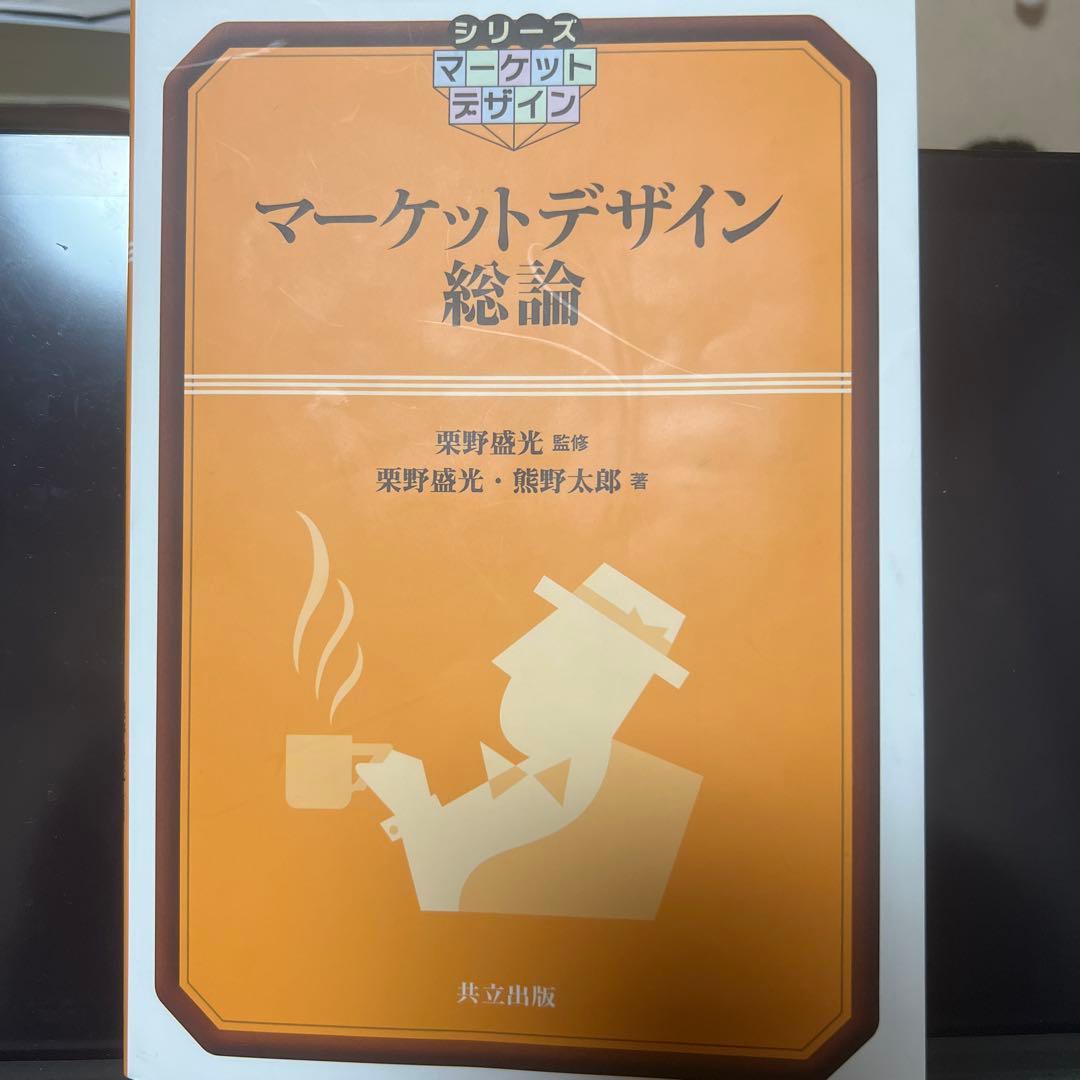 シリーズ
マーケット
デザイン
マーケットデザイン
総論
栗野盛光 監修
栗野盛光・熊野太郎 著
共立出版